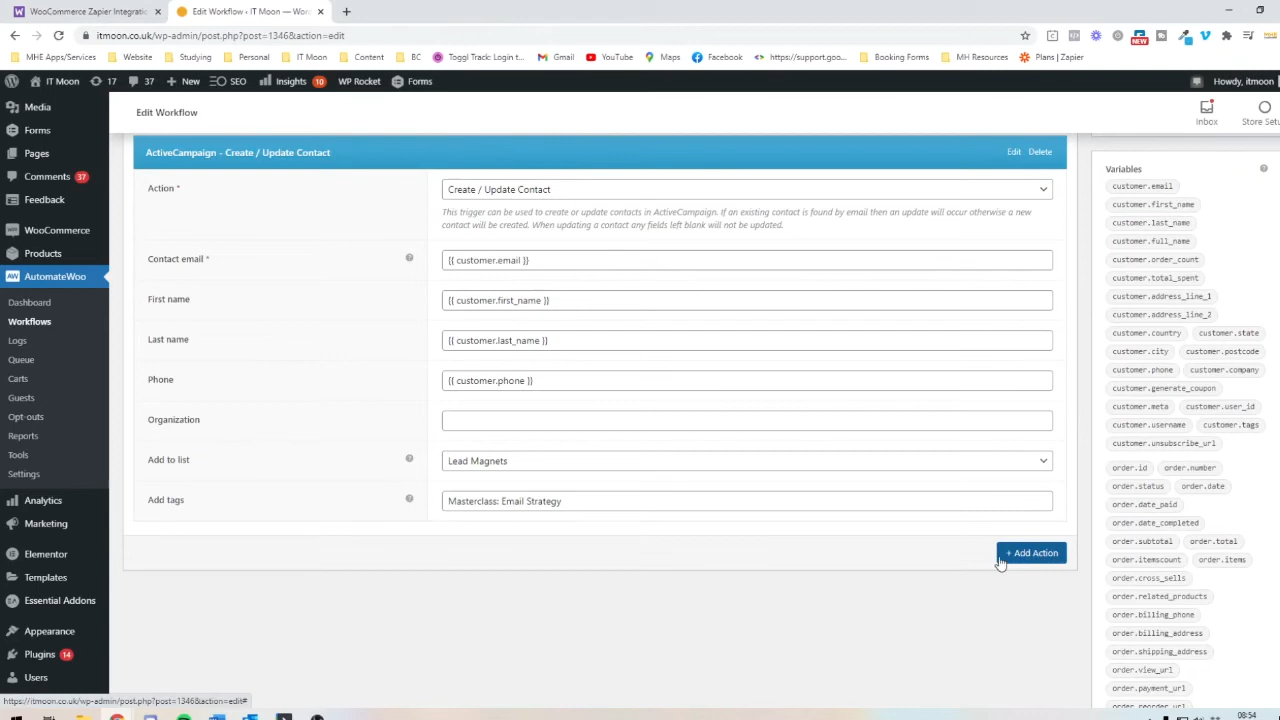 WooCommerce Zapier Integratio
Edit Workflow ‹ IT Moon — Word
itmoon.co.uk/wp-admin/post.php?post=1346&action=edit
NEW
MHE Apps/Services
Website
Studying
Personal
IT Moon
Content
BC
Toggl Track: Login t...
Gmail
YouTube
Maps
Facebook
https://support.goo...
Booking Forms
MH Resources
Plans | Zapier
IT Moon
17
37
New
SEO
Insights 10
WP Rocket
Forms
Howdy, itmoon
Media
Forms
Pages
Comments 37
Feedback
WooCommerce
Products
AW AutomateWoo
Dashboard
Workflows
Logs
Queue
Carts
Guests
Opt-outs
Reports
Tools
Settings
Analytics
Marketing
Elementor
Templates
Essential Addons
Appearance
Plugins 14
Users
Edit Workflow
Inbox
Store Setu
ActiveCampaign - Create / Update Contact
Edit Delete
Action *
Create / Update Contact
This trigger can be used to create or update contacts in ActiveCampaign. If an existing contact is found by email then an update will occur otherwise a new
contact will be created. When updating a contact any fields left blank will not be updated.
Contact email *
{{ customer.email }}
First name
{{ customer.first_name }}
Last name
{{ customer.last_name }}
Phone
{{ customer.phone }}
Organization
Add to list
Lead Magnets
Add tags
Masterclass: Email Strategy
+ Add Action
Variables
customer.email
customer.first_name
customer.last_name
customer.full_name
customer.order_count
customer.total_spent
customer.address_line_1
customer.address_line_2
customer.country customer.state
customer.city customer.postcode
customer.phone customer.company
customer.generate_coupon
customer.meta customer.user_id
customer.username customer.tags
customer.unsubscribe_url
order.id order.number
order.status order.date
order.date_paid
order.date_completed
order.subtotal order.total
order.itemscount order.items
order.cross_sells
order.related_products
order.billing_phone
order.billing_address
order.shipping_address
order.view_url
order.payment_url
order.reorder_url
https://itmoon.co.uk/wp-admin/post.php?post=1346&action=edit#
08:54